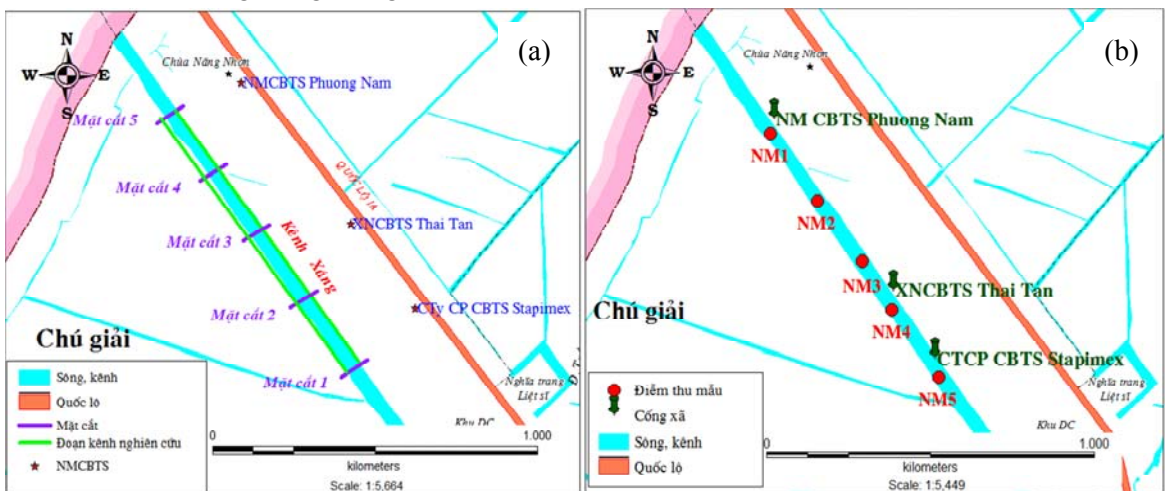 (a)
N
W E
S
Chùa Năng Nhơn
NMCBTS Phuong Nam
Mặt cắt 5
Mặt cắt 4
QUỐC LỘ 1A
XNCBTS Thai Tan
Mặt cắt 3
Kênh Xáng
Mặt cắt 2
CTy CP CBTS Stapimex
Mặt cắt 1
Nghĩa trang
Liệt sĩ
Khu DC
Chú giải
Sông, kênh
Quốc lộ
Mặt cắt
Đoạn kênh nghiên cứu
NMCBTS
0 1.000
kilometers
Scale: 1:5,664
(b)
N
W E
S
Chùa Năng Nhơn
NM CBTS Phuong Nam
NM1
NM2
NM3
XNCBTS Thai Tan
NM4
CTCP CBTS Stapimex
NM5
Nghĩa trang
Liệt sĩ
Khu DC
Chú giải
Điểm thu mẫu
Cống xã
Sông, kênh
Quốc lộ
0 1.000
kilometers
Scale: 1:5,449